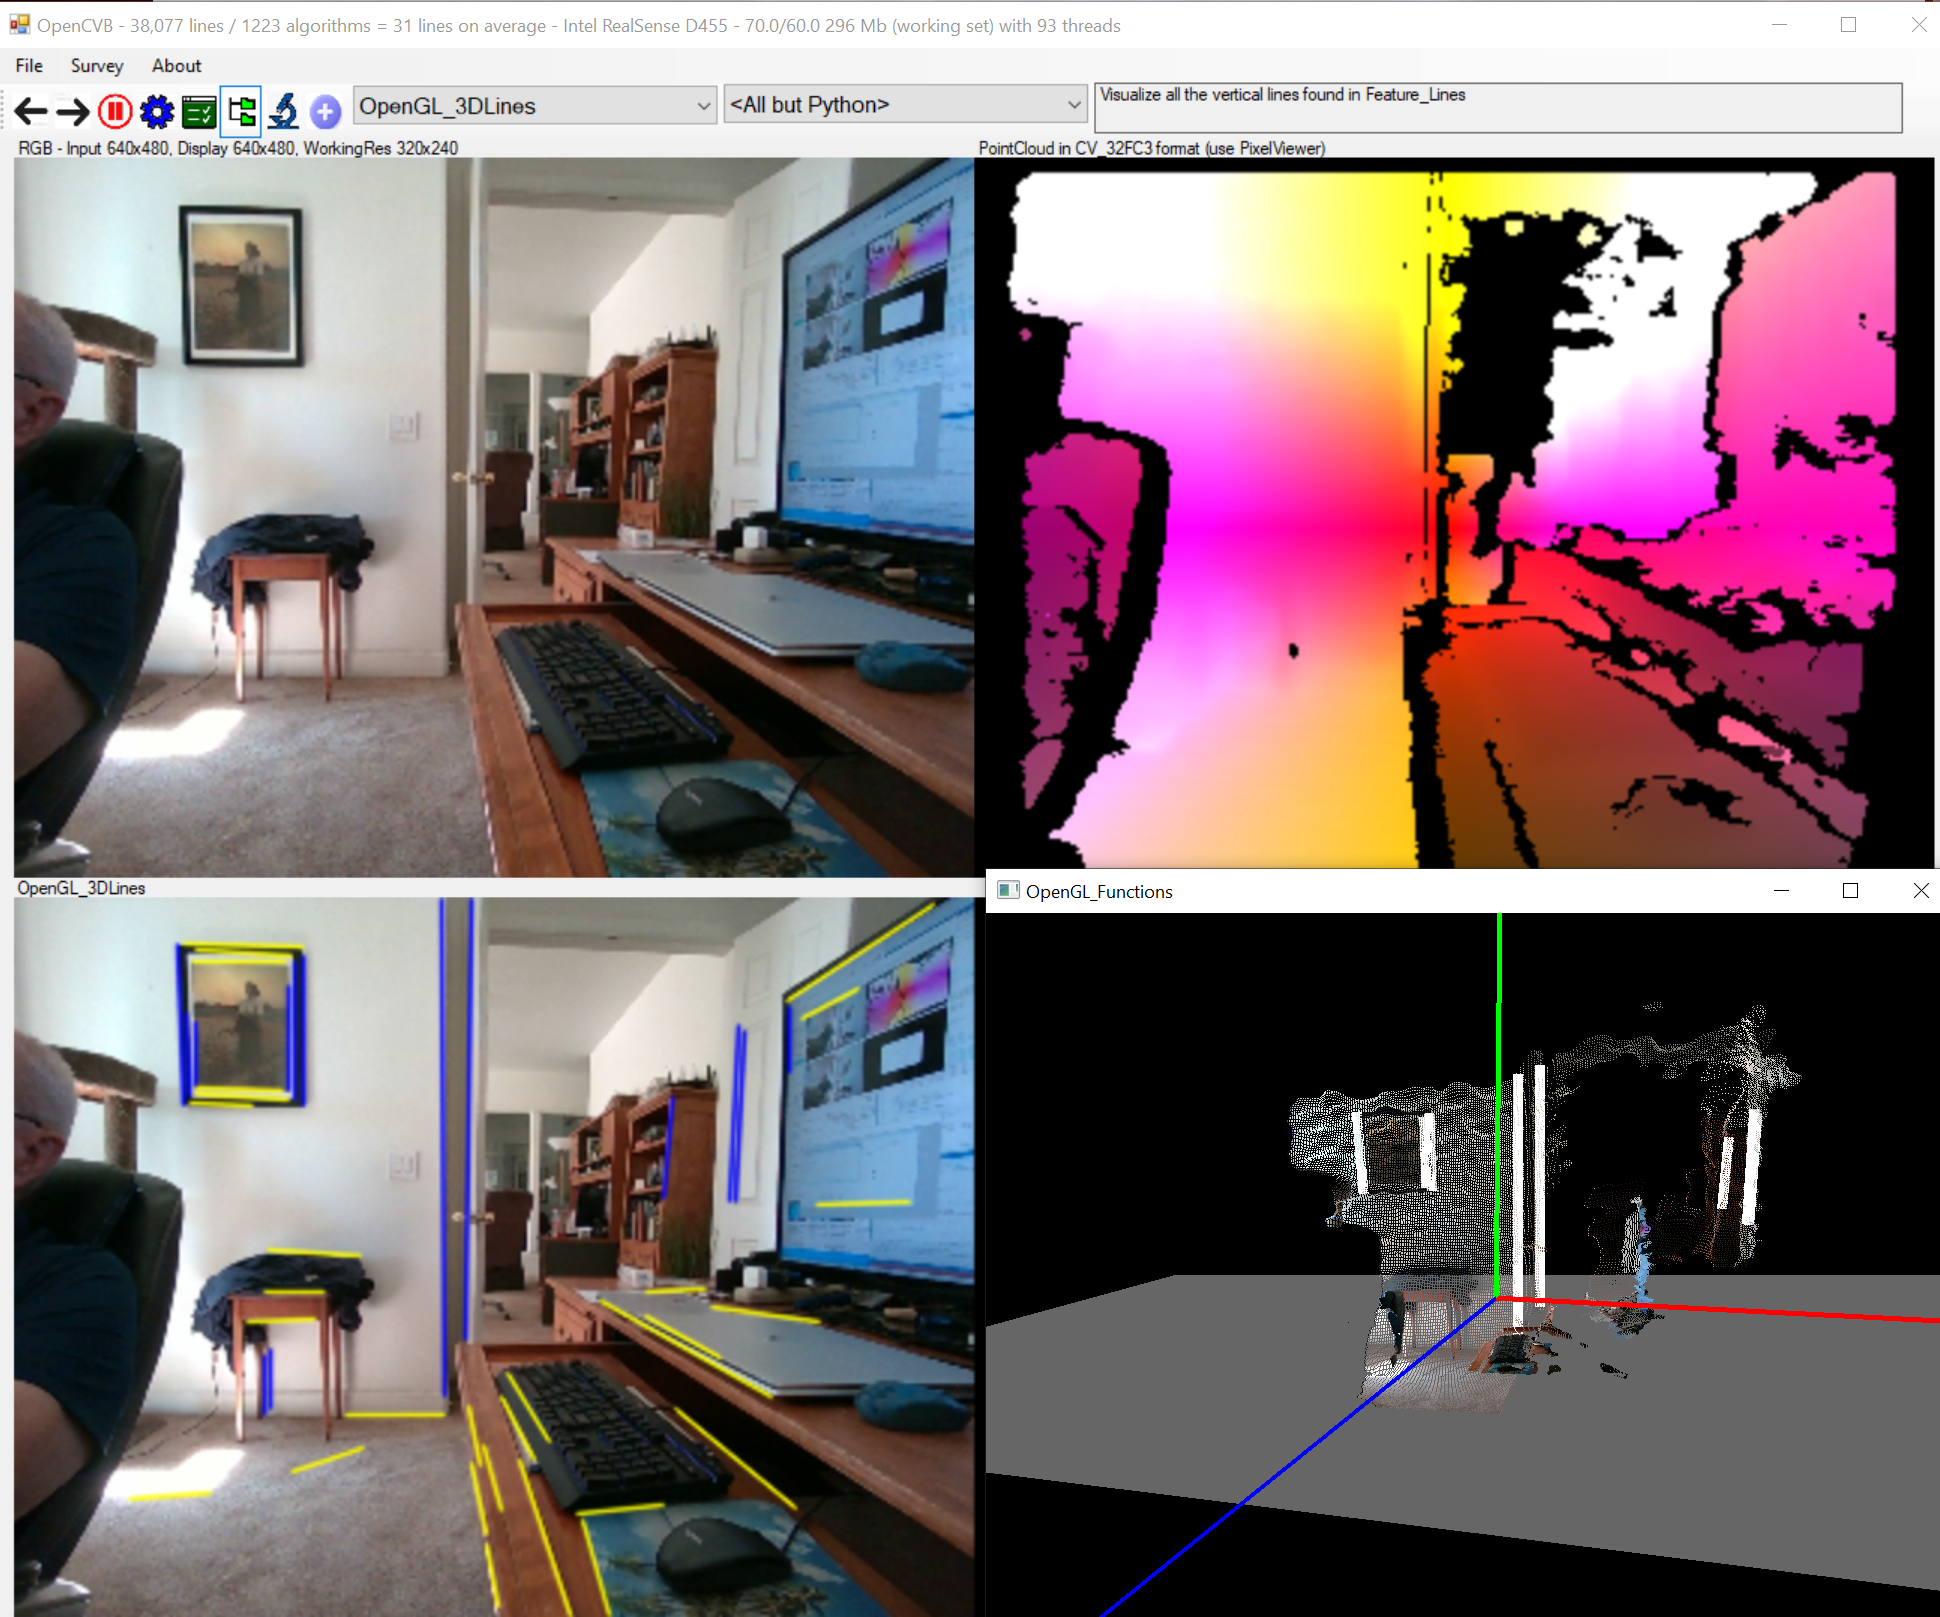 OpenCVB - 38,077 lines / 1223 algorithms = 31 lines on average - Intel RealSense D455 - 70.0/60.0 296 Mb (working set) with 93 threads
File Survey About
OpenGL_3DLines
<All but Python>
Visualize all the vertical lines found in Feature_Lines
RGB - Input 640x480, Display 640x480, WorkingRes 320x240
PointCloud in CV_32FC3 format (use PixelViewer)
OpenGL_3DLines
OpenGL_Functions